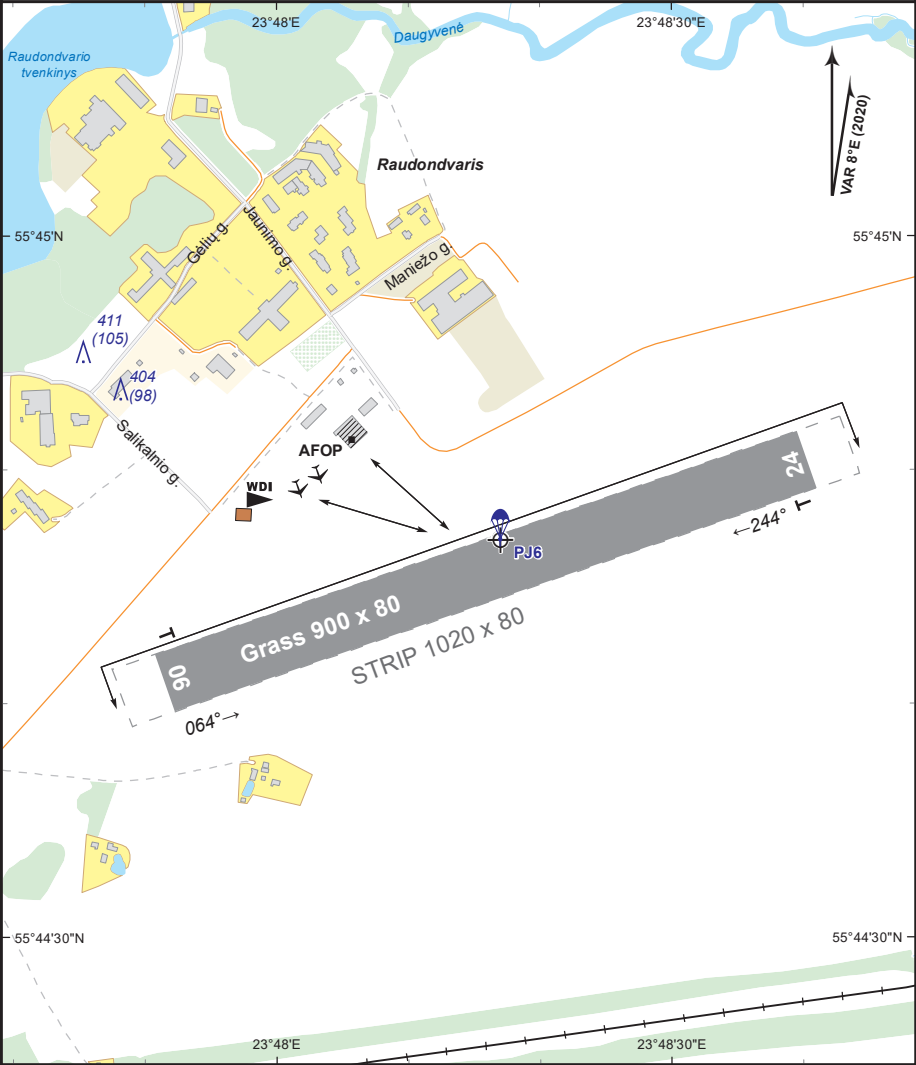 23°48'E
23°48'30"E
Daugyvenė
Raudondvario
tvenkinys
VAR 8°E (2020)
Raudondvaris
55°45'N
55°45'N
Gėlių g.
Jaunimo g.
Maniežo g.
411
(105)
404
(98)
Salikalnio g.
AFOP
WDI
24
←244°
PJ6
Grass 900 x 80
STRIP 1020 x 80
06
064°→
55°44'30"N
55°44'30"N
23°48'E
23°48'30"E